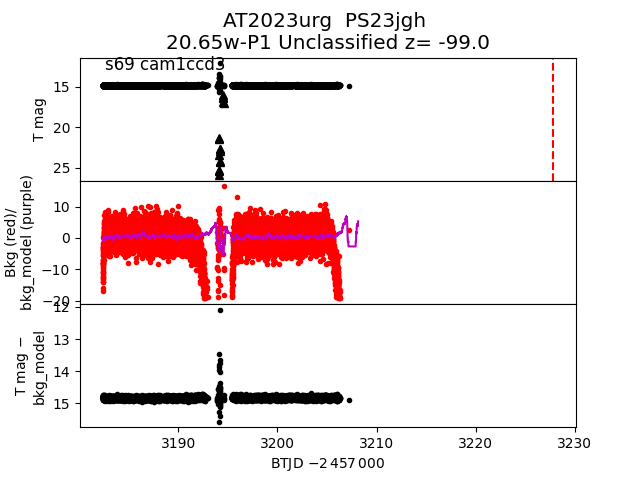 AT2023urg  PS23jgh
20.65w-P1 Unclassified z= -99.0
s69 cam1ccd3
T mag
15
20
25
Bkg (red)/
bkg_model (purple)
10
0
−10
−20
T mag −
bkg_model
12
13
14
15
3190
3200
3210
3220
3230
BTJD −2 457 000